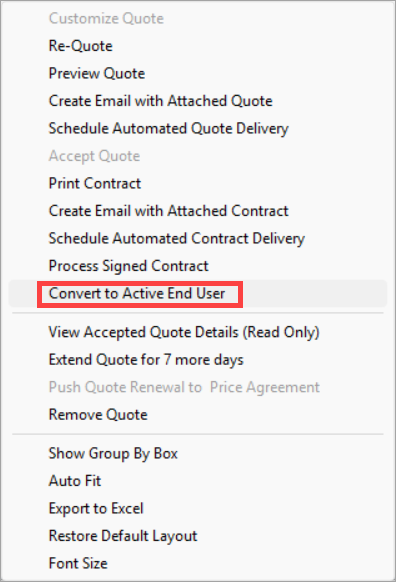 Customize Quote
Re-Quote
Preview Quote
Create Email with Attached Quote
Schedule Automated Quote Delivery
Accept Quote
Print Contract
Create Email with Attached Contract
Schedule Automated Contract Delivery
Process Signed Contract
Convert to Active End User
View Accepted Quote Details (Read Only)
Extend Quote for 7 more days
Push Quote Renewal to  Price Agreement
Remove Quote
Show Group By Box
Auto Fit
Export to Excel
Restore Default Layout
Font Size